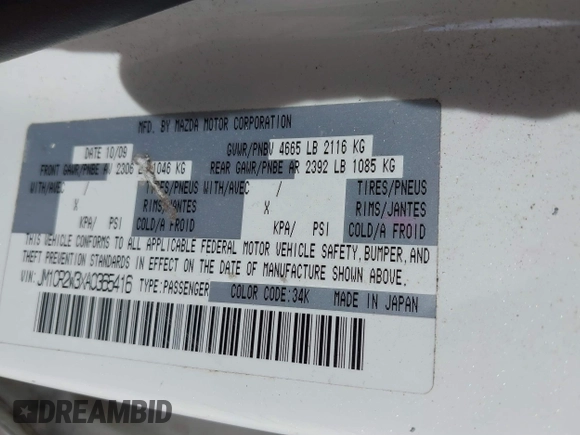 MFD. BY MAZDA MOTOR CORPORATION
DATE 10/09 GVWR/PNBV 4665 LB 2116 KG
FRONT GAWR/PNBE AV 2306 LB 1046 KG REAR GAWR/PNBE AR 2392 LB 1085 KG
WITH/AVEC / TIRES/PNEUS WITH/AVEC / TIRES/PNEUS
X RIMS/JANTES X RIMS/JANTES
KPA/ PSI COLD/A FROID KPA/ PSI COLD/A FROID
THIS VEHICLE CONFORMS TO ALL APPLICABLE FEDERAL MOTOR VEHICLE SAFETY, BUMPER, AND
THEFT PREVENTION STANDARDS IN EFFECT ON THE DATE OF MANUFACTURE SHOWN ABOVE.
VIN: JM1CR2W3XA0365416 TYPE:PASSENGER COLOR CODE:34K MADE IN JAPAN
DREAMBID